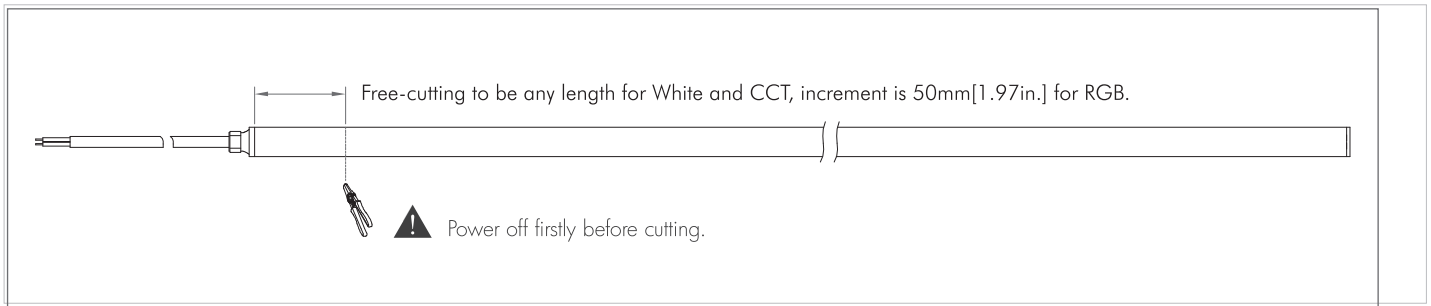 Free-cutting to be any length for White and CCT, increment is 50mm[1.97in.] for RGB.
Power off firstly before cutting.